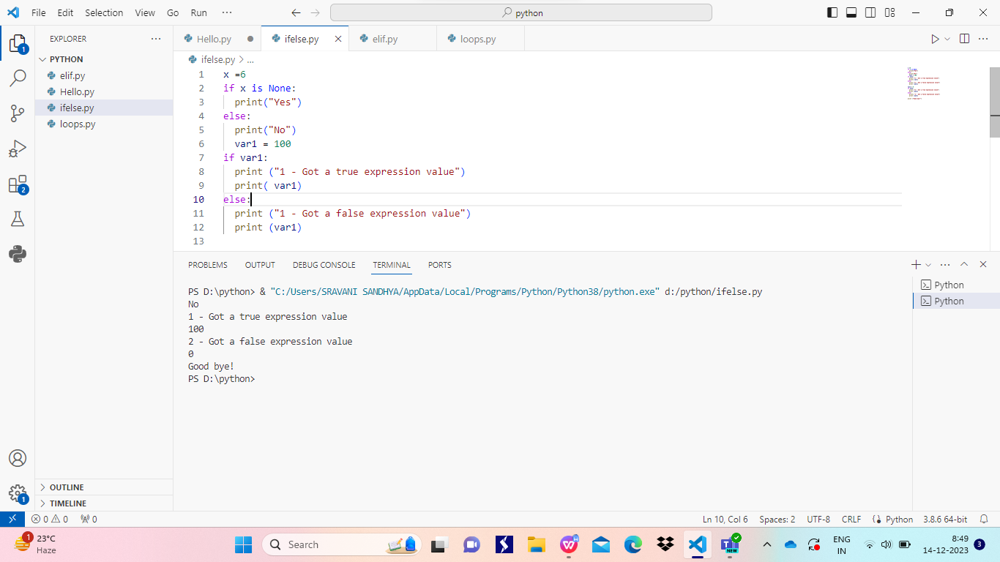 File Edit Selection View Go Run ···
python
EXPLORER ···
PYTHON
elif.py
Hello.py
ifelse.py
loops.py
OUTLINE
TIMELINE
Hello.py ifelse.py elif.py loops.py
ifelse.py > ...
1 x =6
2 if x is None:
3 print("Yes")
4 else:
5 print("No")
6 var1 = 100
7 if var1:
8 print ("1 - Got a true expression value")
9 print( var1)
10 else:
11 print ("1 - Got a false expression value")
12 print (var1)
13
PROBLEMS OUTPUT DEBUG CONSOLE TERMINAL PORTS
PS D:\python> & "C:/Users/SRAVANI SANDHYA/AppData/Local/Programs/Python/Python38/python.exe" d:/python/ifelse.py
No
1 - Got a true expression value
100
2 - Got a false expression value
0
Good bye!
PS D:\python>
Python
Python
1
2
1
0 0 0
Ln 10, Col 6 Spaces: 2 UTF-8 CRLF Python 3.8.6 64-bit
1
23°C
Haze
Search
NEW
ENG
IN
8:49
14-12-2023
3